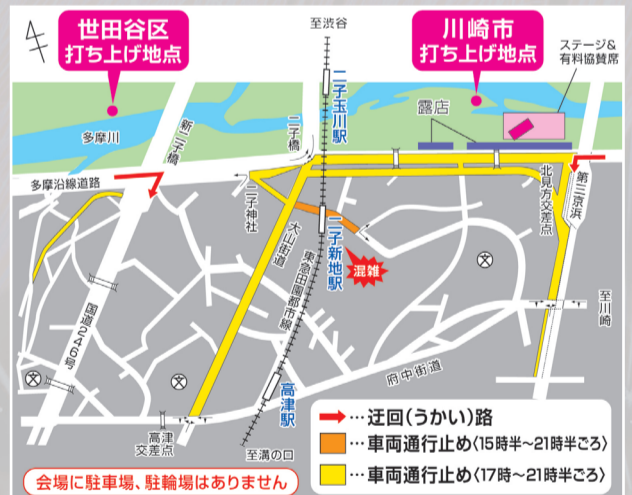 世田谷区
打ち上げ地点
至渋谷
川崎市
打ち上げ地点
ステージ&
有料協賛席
二子玉川駅
露店
多摩川
新二子橋
二子橋
多摩沿線道路
二子神社
北見方交差点
第三京浜
大山街道
二子新地駅
混雑
東急田園都市線
国道246号
至川崎
府中街道
高津駅
高津
交差点
至溝の口
➡…迂回(うかい)路
…車両通行止め〈15時半〜21時半ごろ〉
…車両通行止め〈17時〜21時半ごろ〉
会場に駐車場、駐輪場はありません